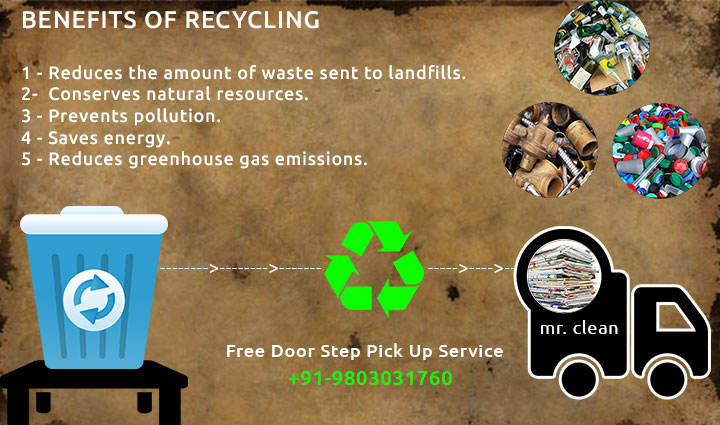 BENEFITS OF RECYCLING
1 - Reduces the amount of waste sent to landfills.
2-  Conserves natural resources.
3 - Prevents pollution.
4 - Saves energy.
5 - Reduces greenhouse gas emissions.
mr. clean
Free Door Step Pick Up Service
+91-9803031760